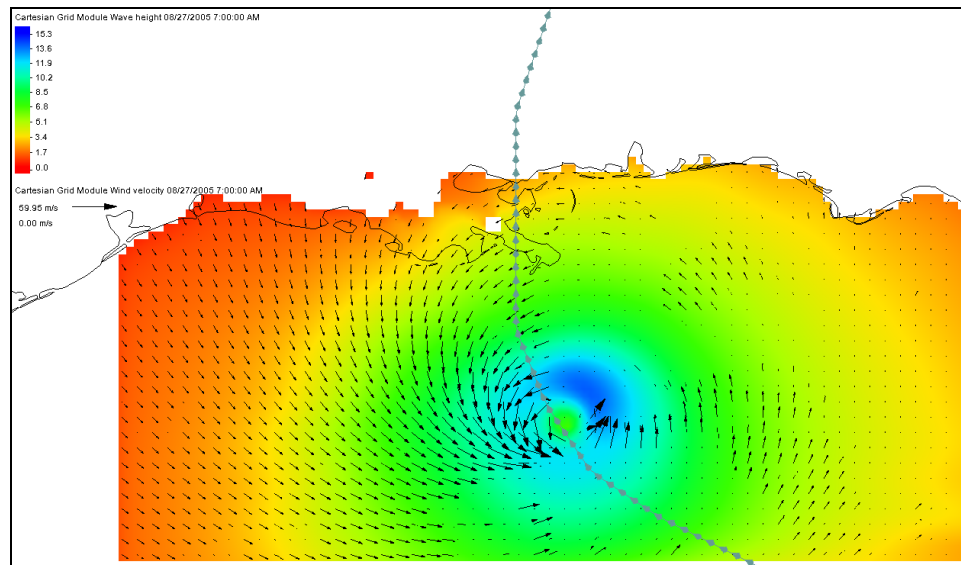 Cartesian Grid Module Wave height 08/27/2005 7:00:00 AM
15.3
13.6
11.9
10.2
8.5
6.8
5.1
3.4
1.7
0.0
Cartesian Grid Module Wind velocity 08/27/2005 7:00:00 AM
59.95 m/s
0.00 m/s